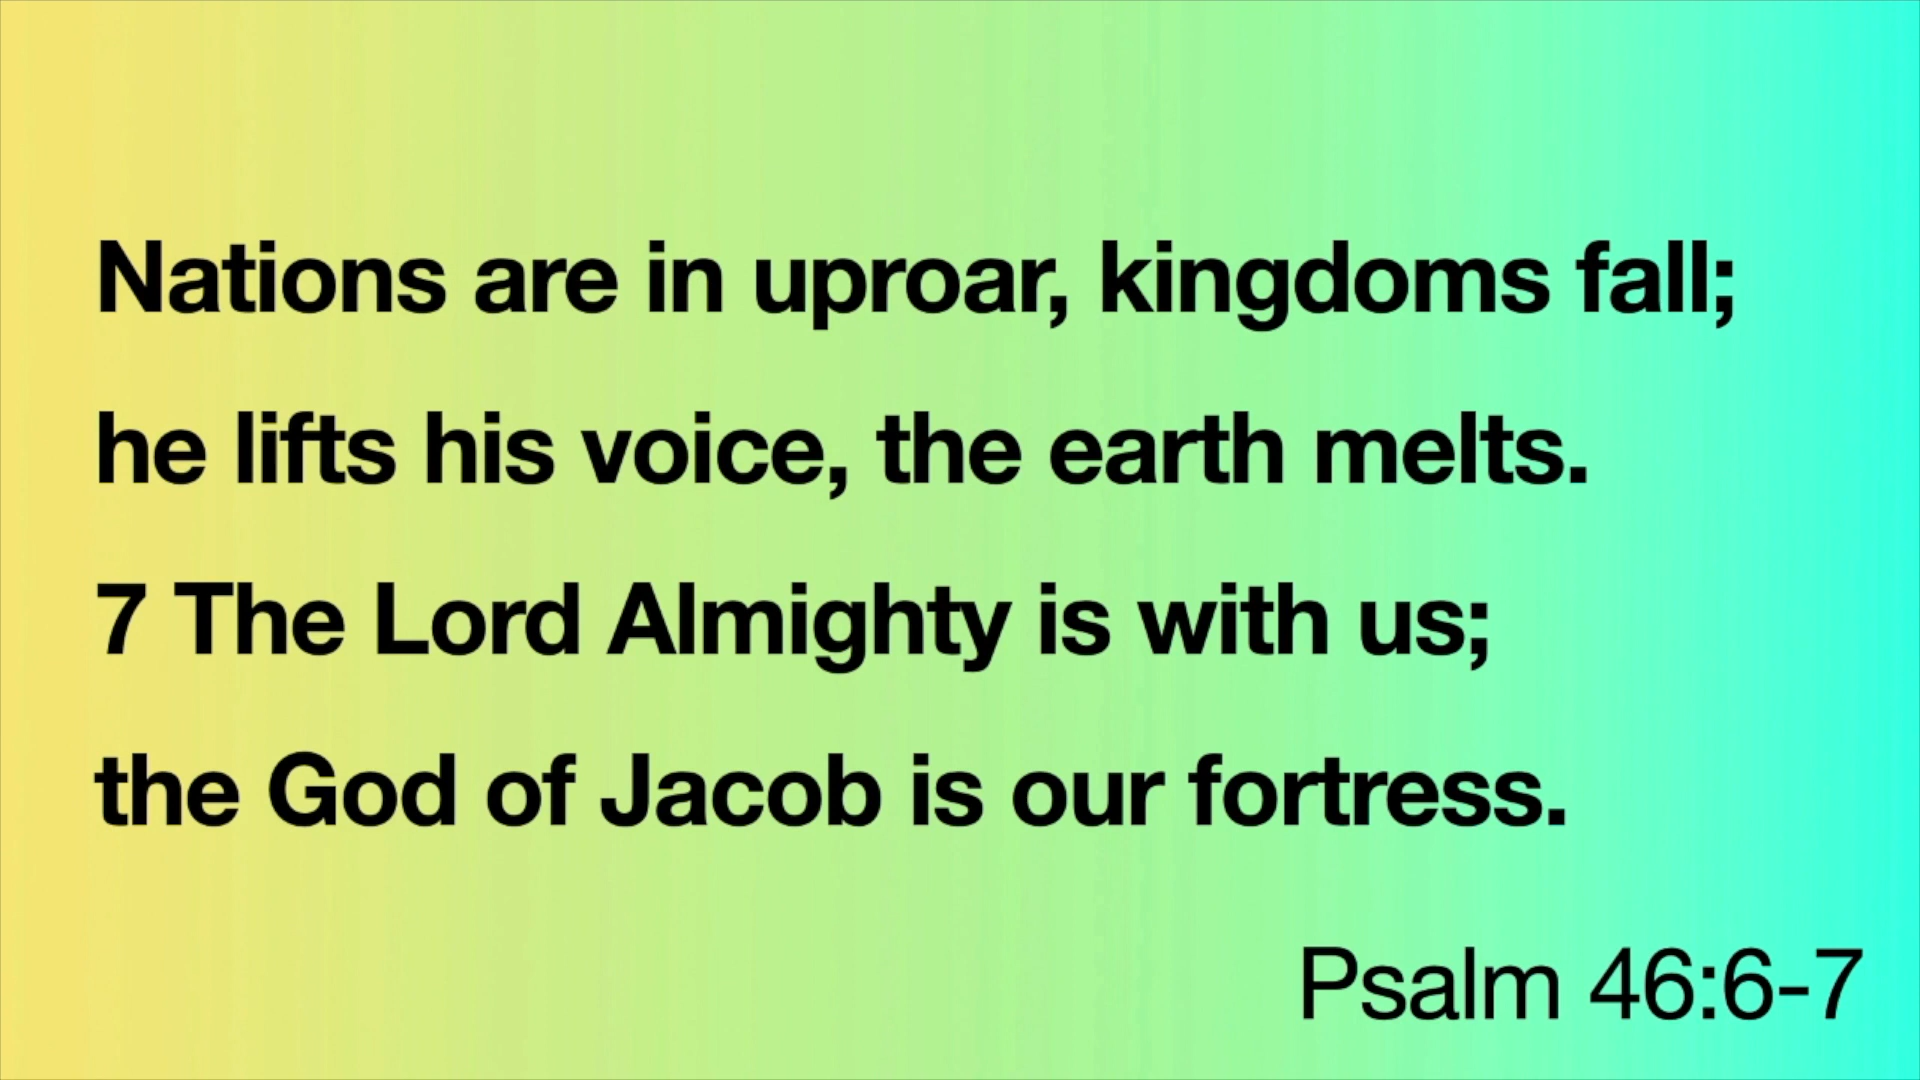 Nations are in uproar, kingdoms fall;
he lifts his voice, the earth melts.
7 The Lord Almighty is with us;
the God of Jacob is our fortress.
Psalm 46:6-7